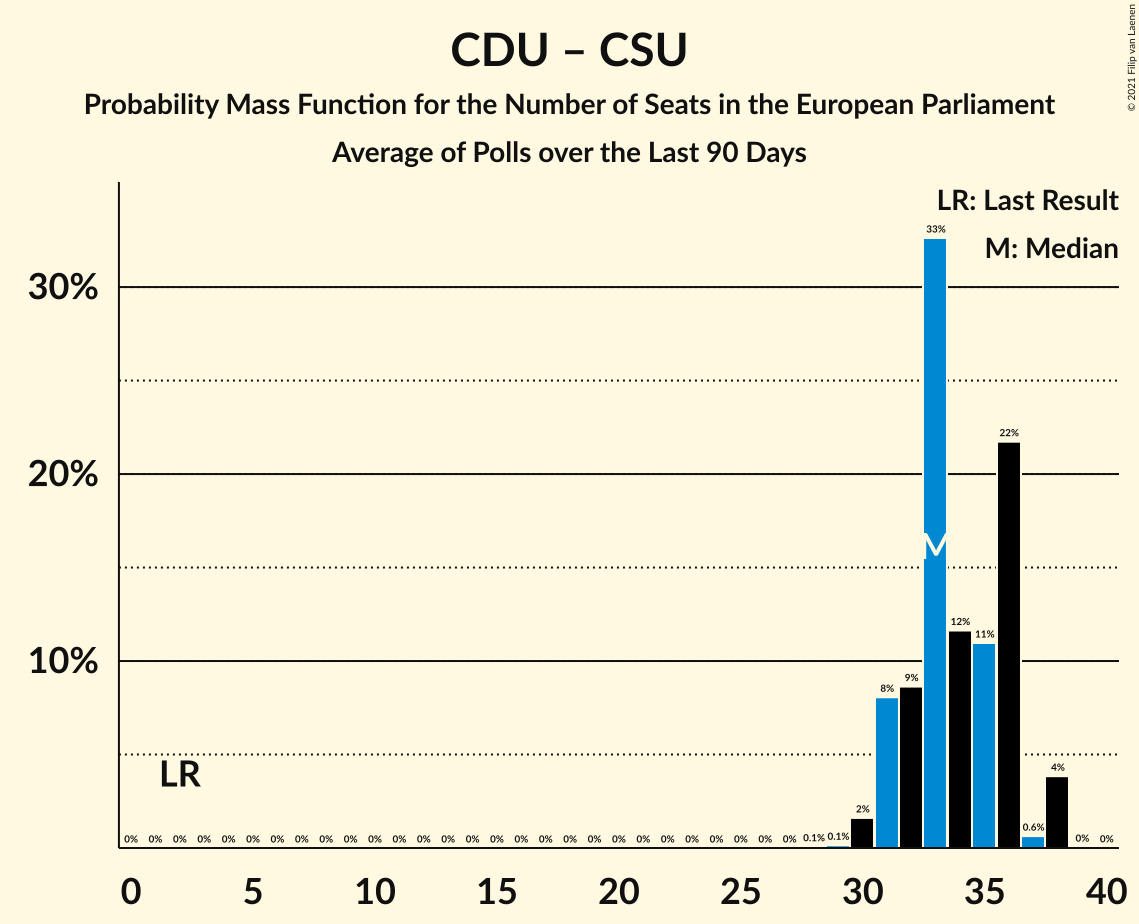 © 2021 Filip van Laenen
CDU – CSU
Probability Mass Function for the Number of Seats in the European Parliament
Average of Polls over the Last 90 Days
LR: Last Result
M: Median
33%
30%
22%
20%
M
12%
11%
10%
9%
8%
LR
4%
2%
0.6%
0% 0% 0% 0% 0% 0% 0% 0% 0% 0% 0% 0% 0% 0% 0% 0% 0% 0% 0% 0% 0% 0% 0% 0% 0% 0% 0% 0% 0.1% 0.1% 0% 0%
0 5 10 15 20 25 30 35 40